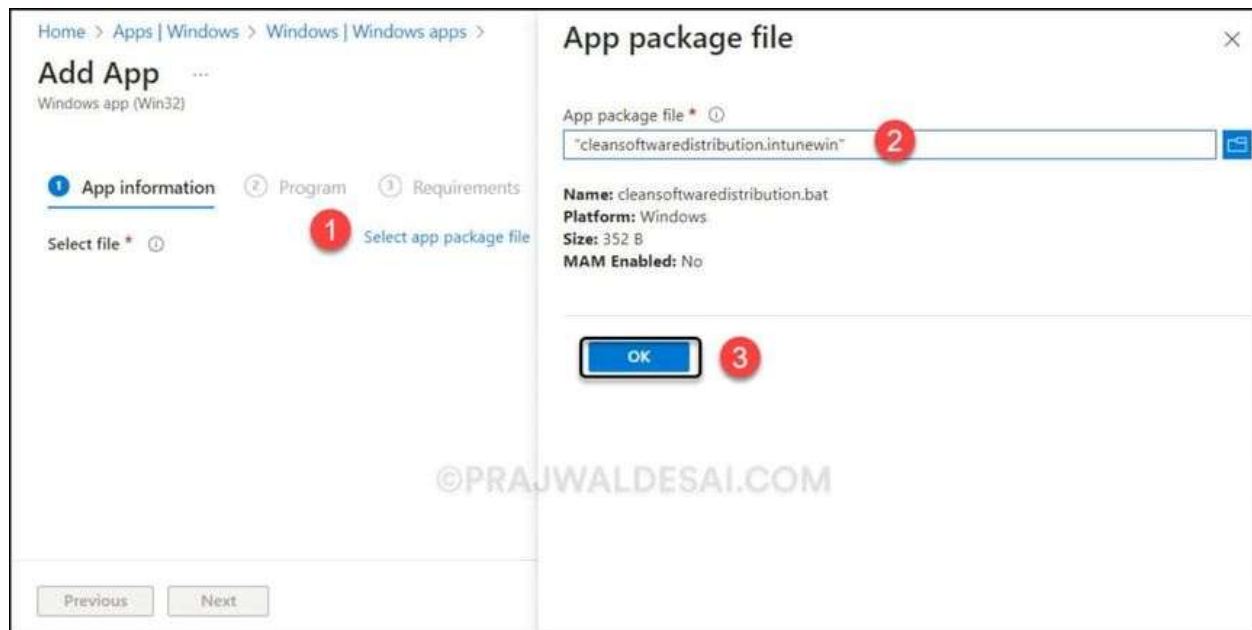 Home > Apps | Windows > Windows | Windows apps >
Add App ...
Windows app (Win32)
1 App information 2 Program 3 Requirements
Select file * 1 Select app package file
Previous Next
App package file
App package file *
"cleansoftwaredistribution.intunewin" 2
Name: cleansoftwaredistribution.bat
Platform: Windows
Size: 352 B
MAM Enabled: No
OK 3
©PRAJWALDESAI.COM